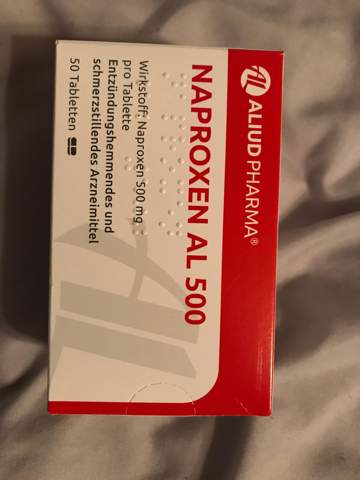 ALIUD PHARMA®
NAPROXEN AL 500
Wirkstoff: Naproxen 500 mg
pro Tablette
Entzündungshemmendes und
schmerzstillendes Arzneimittel
50 Tabletten